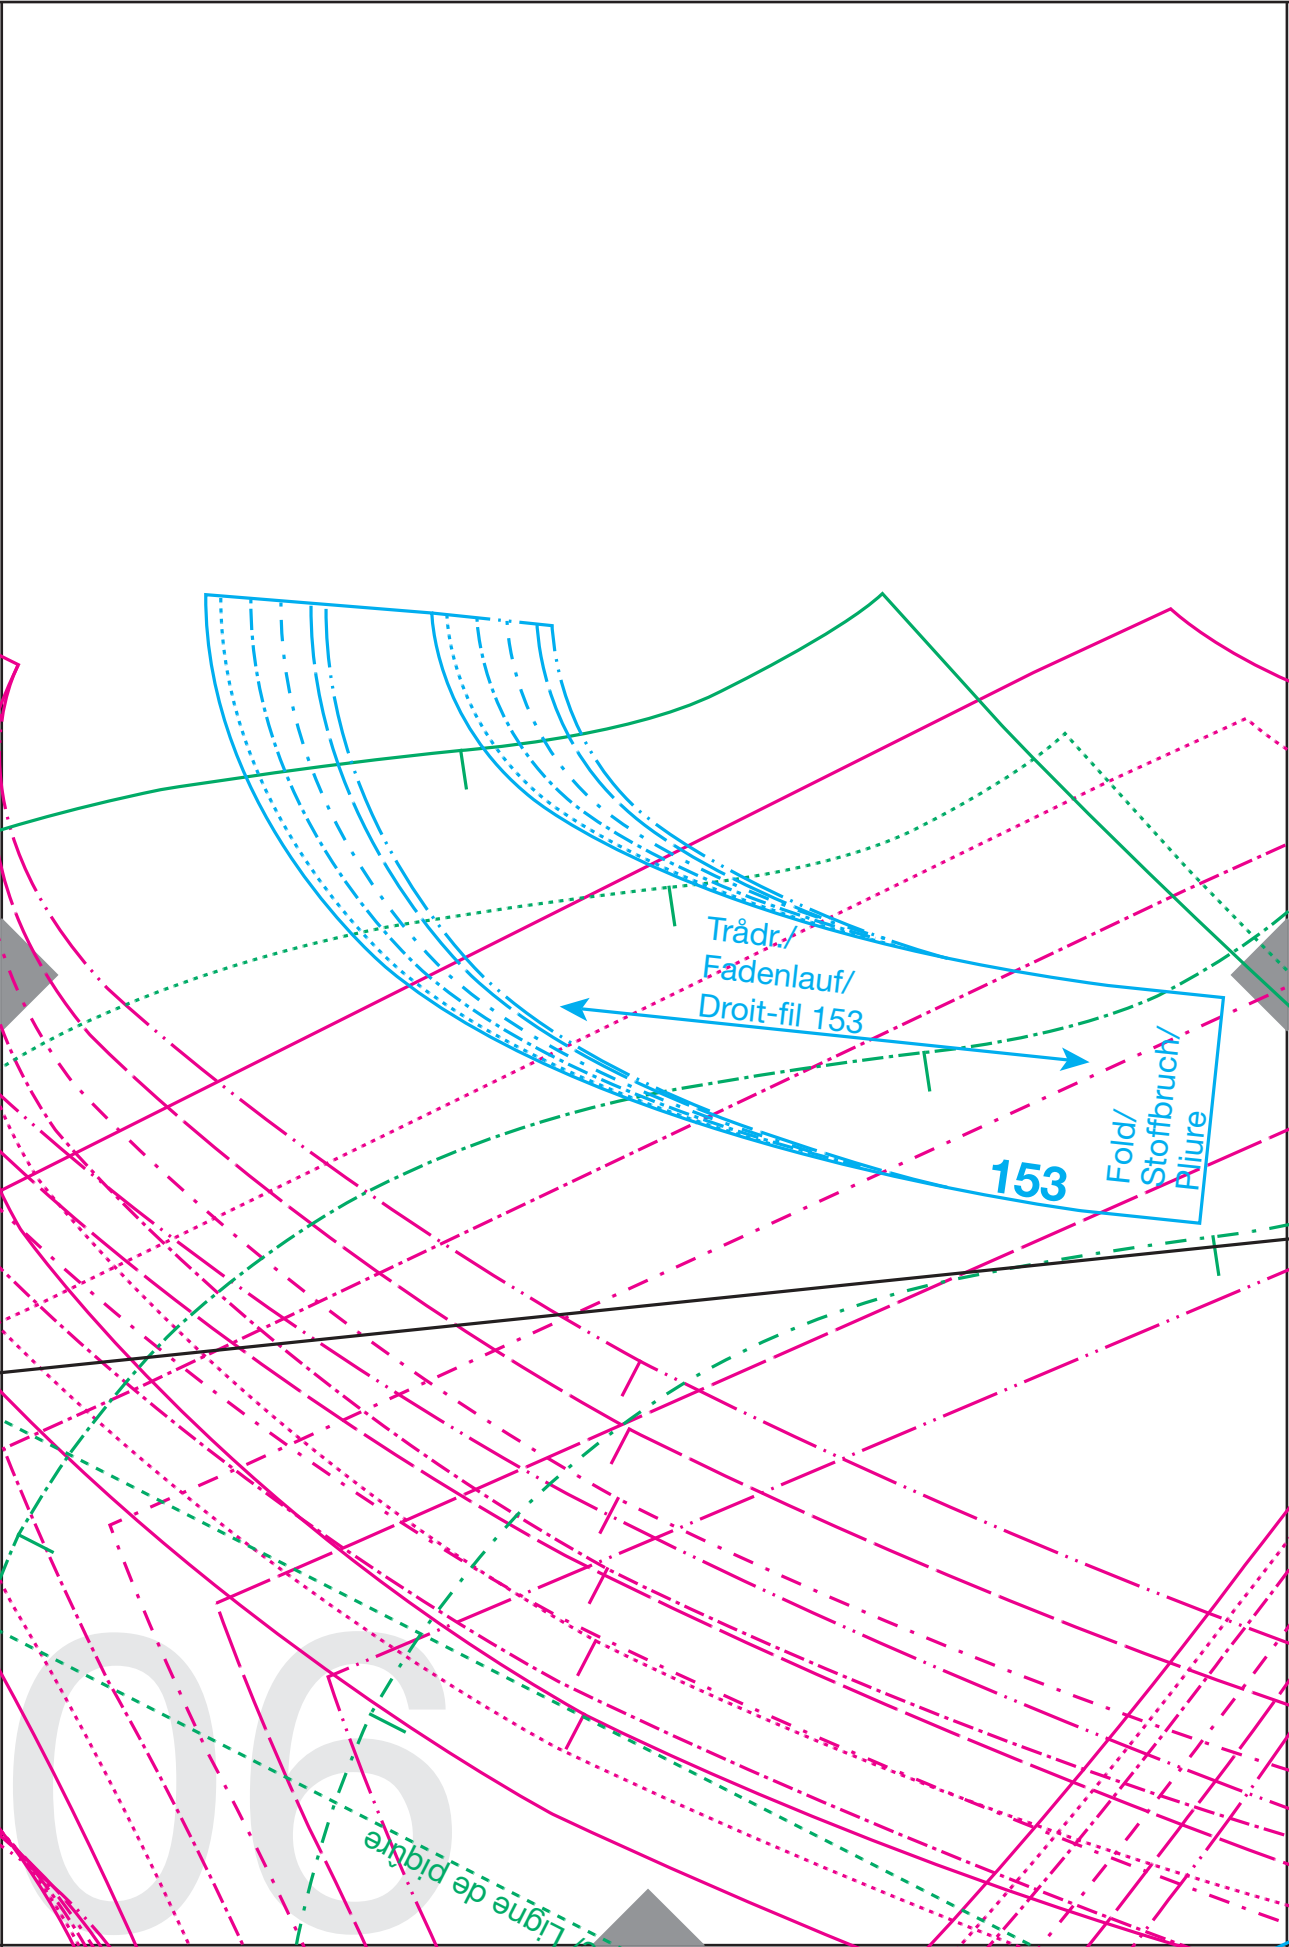 Trådr./
Fadenlauf/
Droit-fil 153
Fold/
Stoffbruch/
Pliure
153
06
Ligne de piqûre